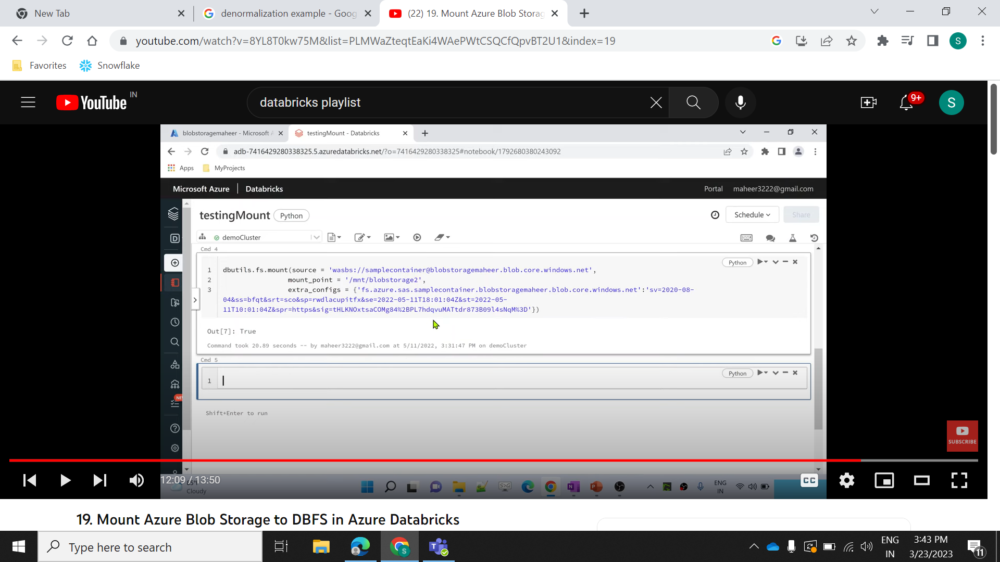 New Tab
denormalization example - Goog
(22) 19. Mount Azure Blob Storag
youtube.com/watch?v=8YL8T0kw75M&list=PLMWaZteqtEaKi4WAePWtCSQCfQpvBT2U1&index=19
S
Favorites
Snowflake
YouTube IN
databricks playlist
9+
S
blobstoragemaheer - Microsoft A
testingMount - Databricks
adb-7416429280338325.5.azuredatabricks.net/?o=7416429280338325#notebook/1792680380243092
Apps
MyProjects
Microsoft Azure
Databricks
Portal
maheer3222@gmail.com
testingMount
Python
Schedule
Share
D
demoCluster
Cmd 4
Python
1 dbutils.fs.mount(source = 'wasbs://samplecontainer@blobstoragemaheer.blob.core.windows.net',
2 mount_point = '/mnt/blobstorage2',
3 extra_configs = {'fs.azure.sas.samplecontainer.blobstoragemaheer.blob.core.windows.net':'sv=2020-08-
04&ss=bfqt&srt=sco&sp=rwdlacupitfx&se=2022-05-11T18:01:04Z&st=2022-05-
11T10:01:04Z&spr=https&sig=tHLKNOxtsaCOMg84%2BPL7hdqvuMATtdr873B09l4sNqM%3D'})
Out[7]: True
Command took 20.89 seconds -- by maheer3222@gmail.com at 5/11/2022, 3:31:47 PM on demoCluster
Cmd 5
Python
1
NE
Shift+Enter to run
SUBSCRIBE
12:09 / 13:50
Cloudy
ENG
IN
CC
19. Mount Azure Blob Storage to DBFS in Azure Databricks
Type here to search
S
ENG
IN
3:43 PM
3/23/2023
11